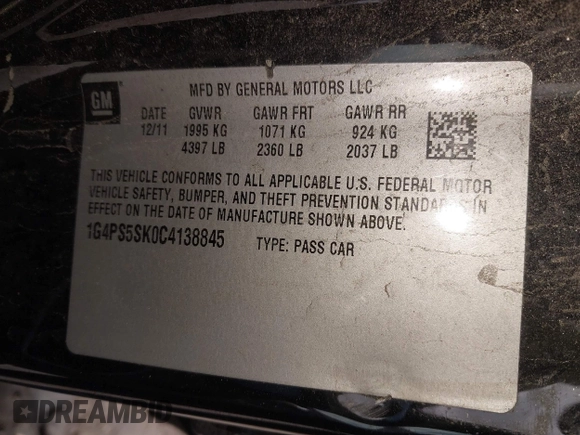 GM
MFD BY GENERAL MOTORS LLC
DATE GVWR GAWR FRT GAWR RR
12/11 1995 KG 1071 KG 924 KG
4397 LB 2360 LB 2037 LB
THIS VEHICLE CONFORMS TO ALL APPLICABLE U.S. FEDERAL MOTOR
VEHICLE SAFETY, BUMPER, AND THEFT PREVENTION STANDARDS IN
EFFECT ON THE DATE OF MANUFACTURE SHOWN ABOVE.
1G4PS5SK0C4138845 TYPE: PASS CAR
DREAMBID